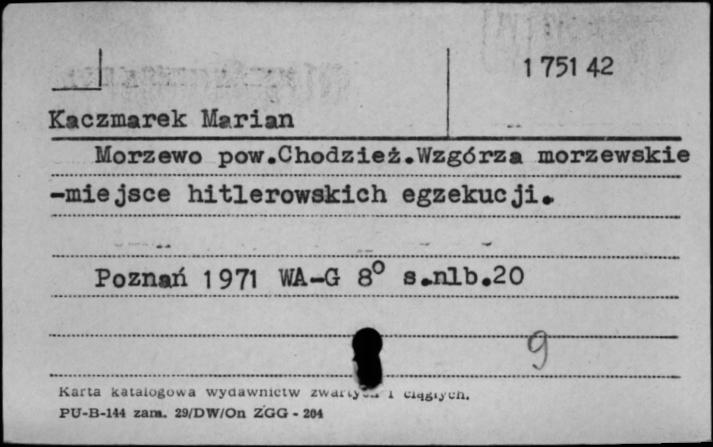 1 751 42
Kaczmarek Marian
Morzewo pow.Chodzież.Wzgórza morzewskie
-miejsce hitlerowskich egzekucji.
Poznań 1971 WA-G 8° s.nlb.20
9
Karta katalogowa wydawnictw zwartych i ciągłych.
PU-B-144 zam. 29/DW/On ZGG - 204